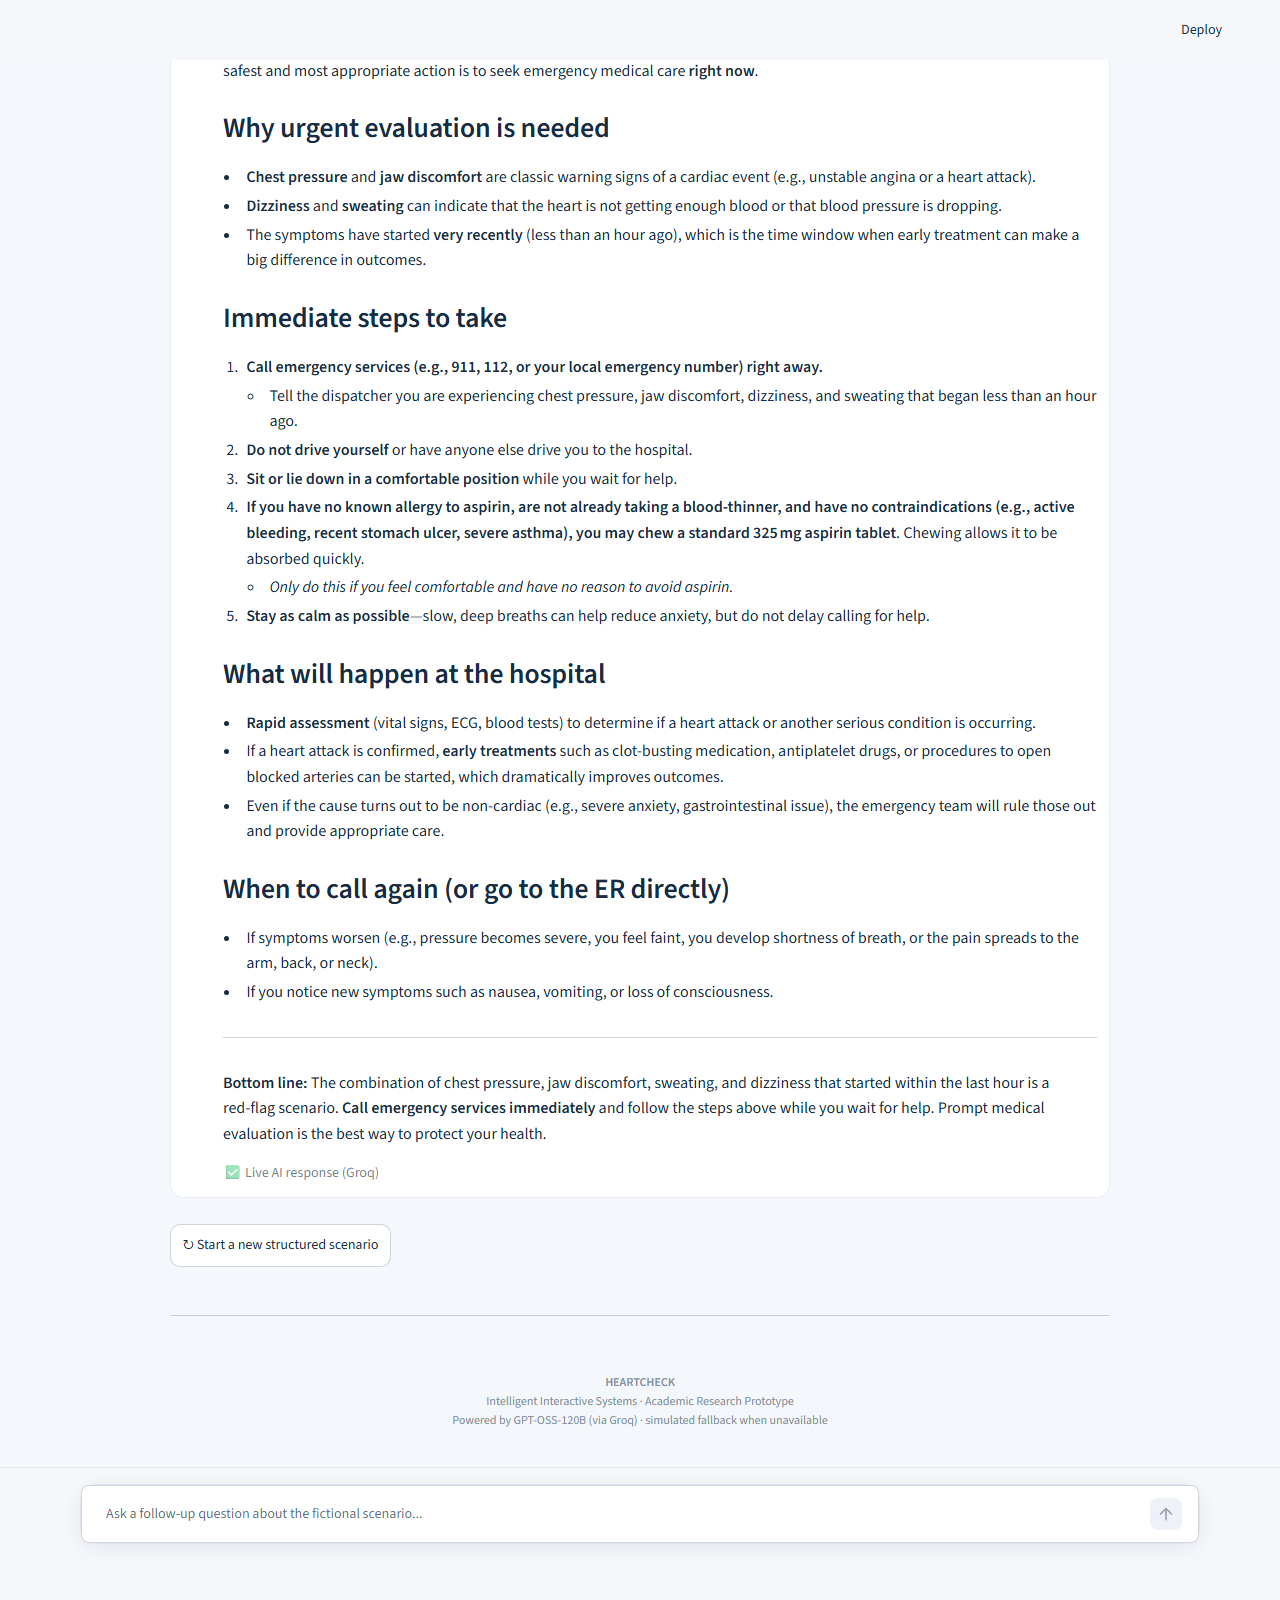 Deploy
safest and most appropriate action is to seek emergency medical care right now.
Why urgent evaluation is needed
• Chest pressure and jaw discomfort are classic warning signs of a cardiac event (e.g., unstable angina or a heart attack).
• Dizziness and sweating can indicate that the heart is not getting enough blood or that blood pressure is dropping.
• The symptoms have started very recently (less than an hour ago), which is the time window when early treatment can make a
big difference in outcomes.
Immediate steps to take
1. Call emergency services (e.g., 911, 112, or your local emergency number) right away.
◦ Tell the dispatcher you are experiencing chest pressure, jaw discomfort, dizziness, and sweating that began less than an hour
ago.
2. Do not drive yourself or have anyone else drive you to the hospital.
3. Sit or lie down in a comfortable position while you wait for help.
4. If you have no known allergy to aspirin, are not already taking a blood‑thinner, and have no contraindications (e.g., active
bleeding, recent stomach ulcer, severe asthma), you may chew a standard 325 mg aspirin tablet. Chewing allows it to be
absorbed quickly.
◦ Only do this if you feel comfortable and have no reason to avoid aspirin.
5. Stay as calm as possible—slow, deep breaths can help reduce anxiety, but do not delay calling for help.
What will happen at the hospital
• Rapid assessment (vital signs, ECG, blood tests) to determine if a heart attack or another serious condition is occurring.
• If a heart attack is confirmed, early treatments such as clot-busting medication, antiplatelet drugs, or procedures to open
blocked arteries can be started, which dramatically improves outcomes.
• Even if the cause turns out to be non-cardiac (e.g., severe anxiety, gastrointestinal issue), the emergency team will rule those out
and provide appropriate care.
When to call again (or go to the ER directly)
• If symptoms worsen (e.g., pressure becomes severe, you feel faint, you develop shortness of breath, or the pain spreads to the
arm, back, or neck).
• If you notice new symptoms such as nausea, vomiting, or loss of consciousness.
Bottom line: The combination of chest pressure, jaw discomfort, sweating, and dizziness that started within the last hour is a
red-flag scenario. Call emergency services immediately and follow the steps above while you wait for help. Prompt medical
evaluation is the best way to protect your health.
✅ Live AI response (Groq)
↻ Start a new structured scenario
HEARTCHECK
Intelligent Interactive Systems · Academic Research Prototype
Powered by GPT-OSS-120B (via Groq) · simulated fallback when unavailable
Ask a follow-up question about the fictional scenario...